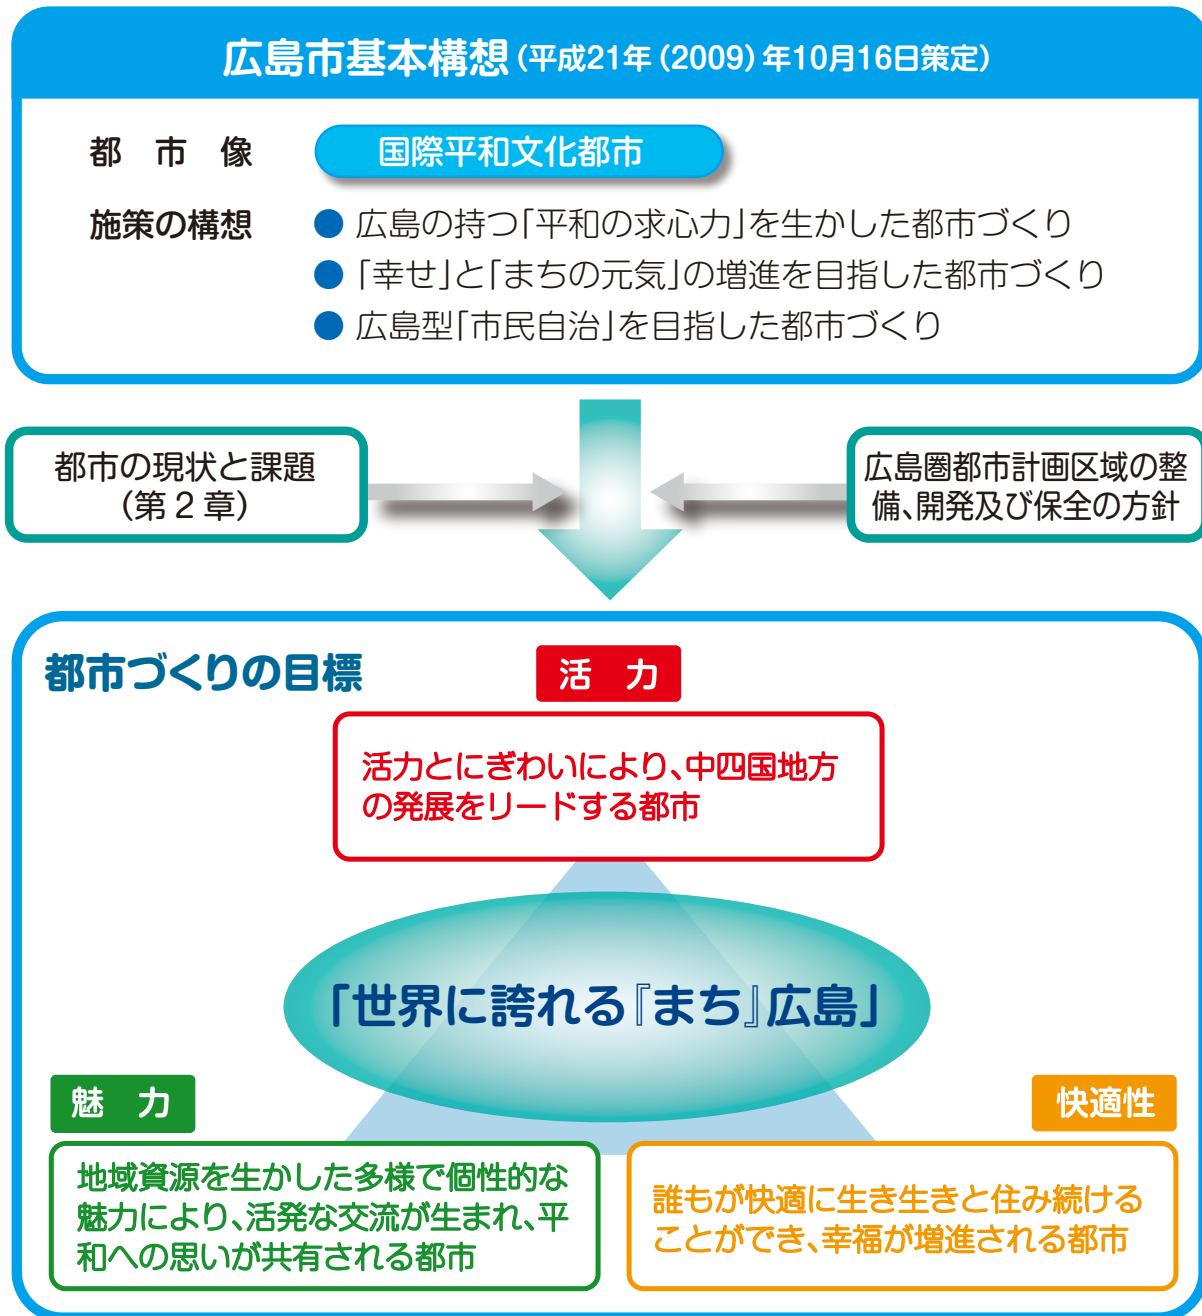 広島市基本構想（平成21年（2009）年10月16日策定）
都市像
国際平和文化都市
施策の構想
● 広島の持つ「平和の求心力」を生かした都市づくり
● 「幸せ」と「まちの元気」の増進を目指した都市づくり
● 広島型「市民自治」を目指した都市づくり
都市の現状と課題
（第２章）
広島圏都市計画区域の整
備、開発及び保全の方針
都市づくりの目標
活力
活力とにぎわいにより、中四国地方
の発展をリードする都市
「世界に誇れる『まち』広島」
魅力
地域資源を生かした多様で個性的な
魅力により、活発な交流が生まれ、平
和への思いが共有される都市
快適性
誰もが快適に生き生きと住み続ける
ことができ、幸福が増進される都市